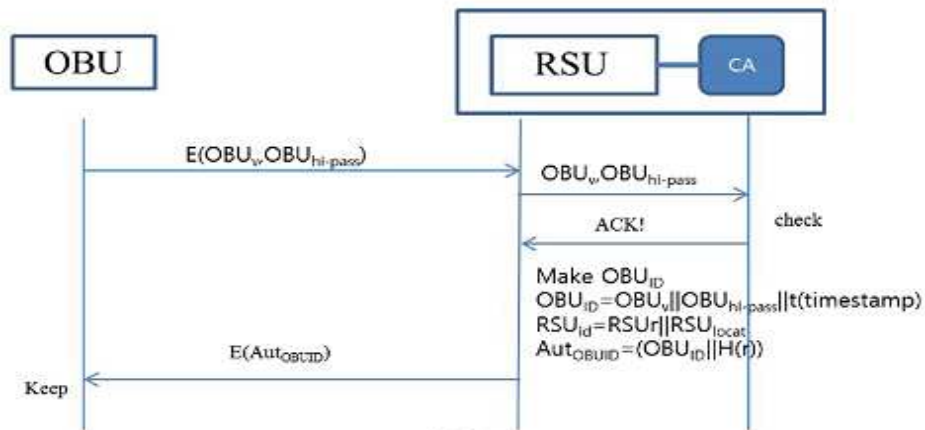 OBU
RSU
CA
E(OBUv,OBUhi-pass)
OBUv,OBUhi-pass
check
ACK!
Make OBUID
OBUID=OBUv||OBUhi-pass||t(timestamp)
RSUid=RSUr||RSUlocat
AutOBUID=(OBUID||H(r))
E(AutOBUID)
Keep